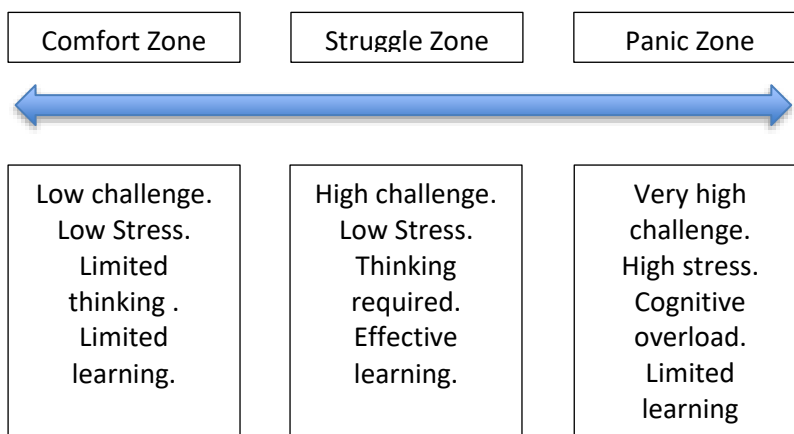 Comfort Zone
Struggle Zone
Panic Zone
Low challenge.
Low Stress.
Limited
thinking .
Limited
learning.
High challenge.
Low Stress.
Thinking
required.
Effective
learning.
Very high
challenge.
High stress.
Cognitive
overload.
Limited
learning